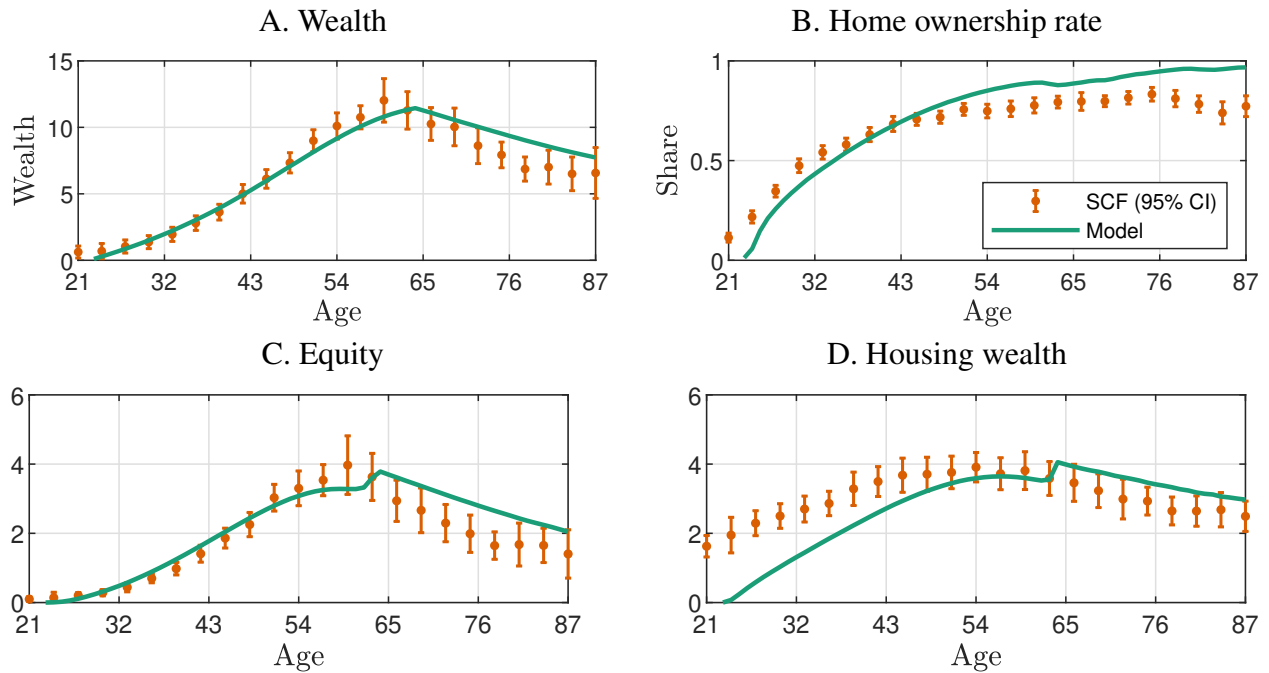 A. Wealth
15
10
5
0
Wealth
21 32 43 54 65 76 87
Age
B. Home ownership rate
1
0.5
0
Share
SCF (95% CI)
Model
21 32 43 54 65 76 87
Age
C. Equity
6
4
2
0
21 32 43 54 65 76 87
Age
D. Housing wealth
6
4
2
0
21 32 43 54 65 76 87
Age